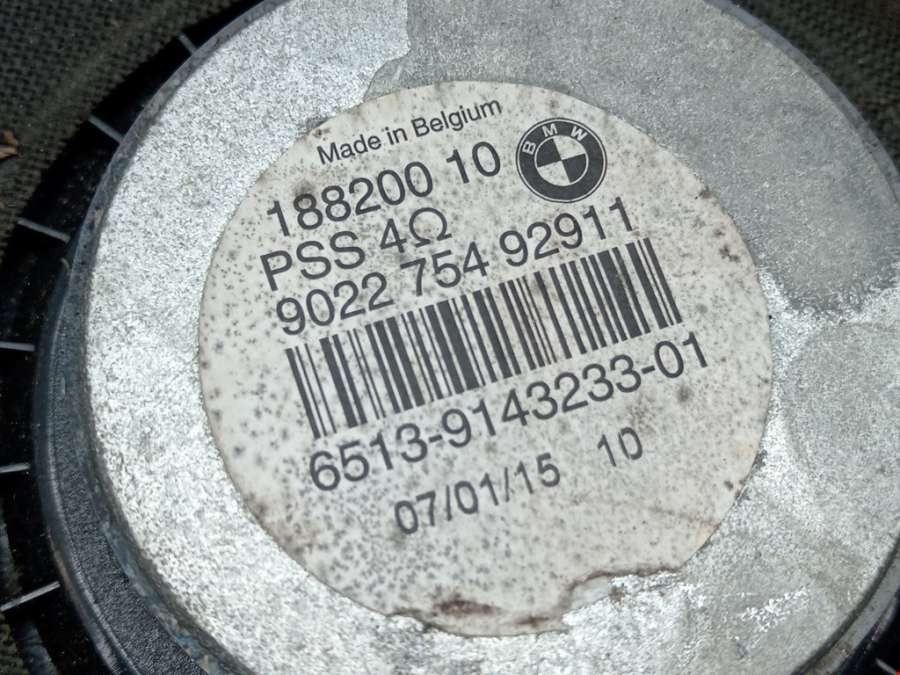 Made in Belgium
188200 10
BMW
PSS 4Ω
9022 754 92911
6513-9143233-01
07/01/15 10